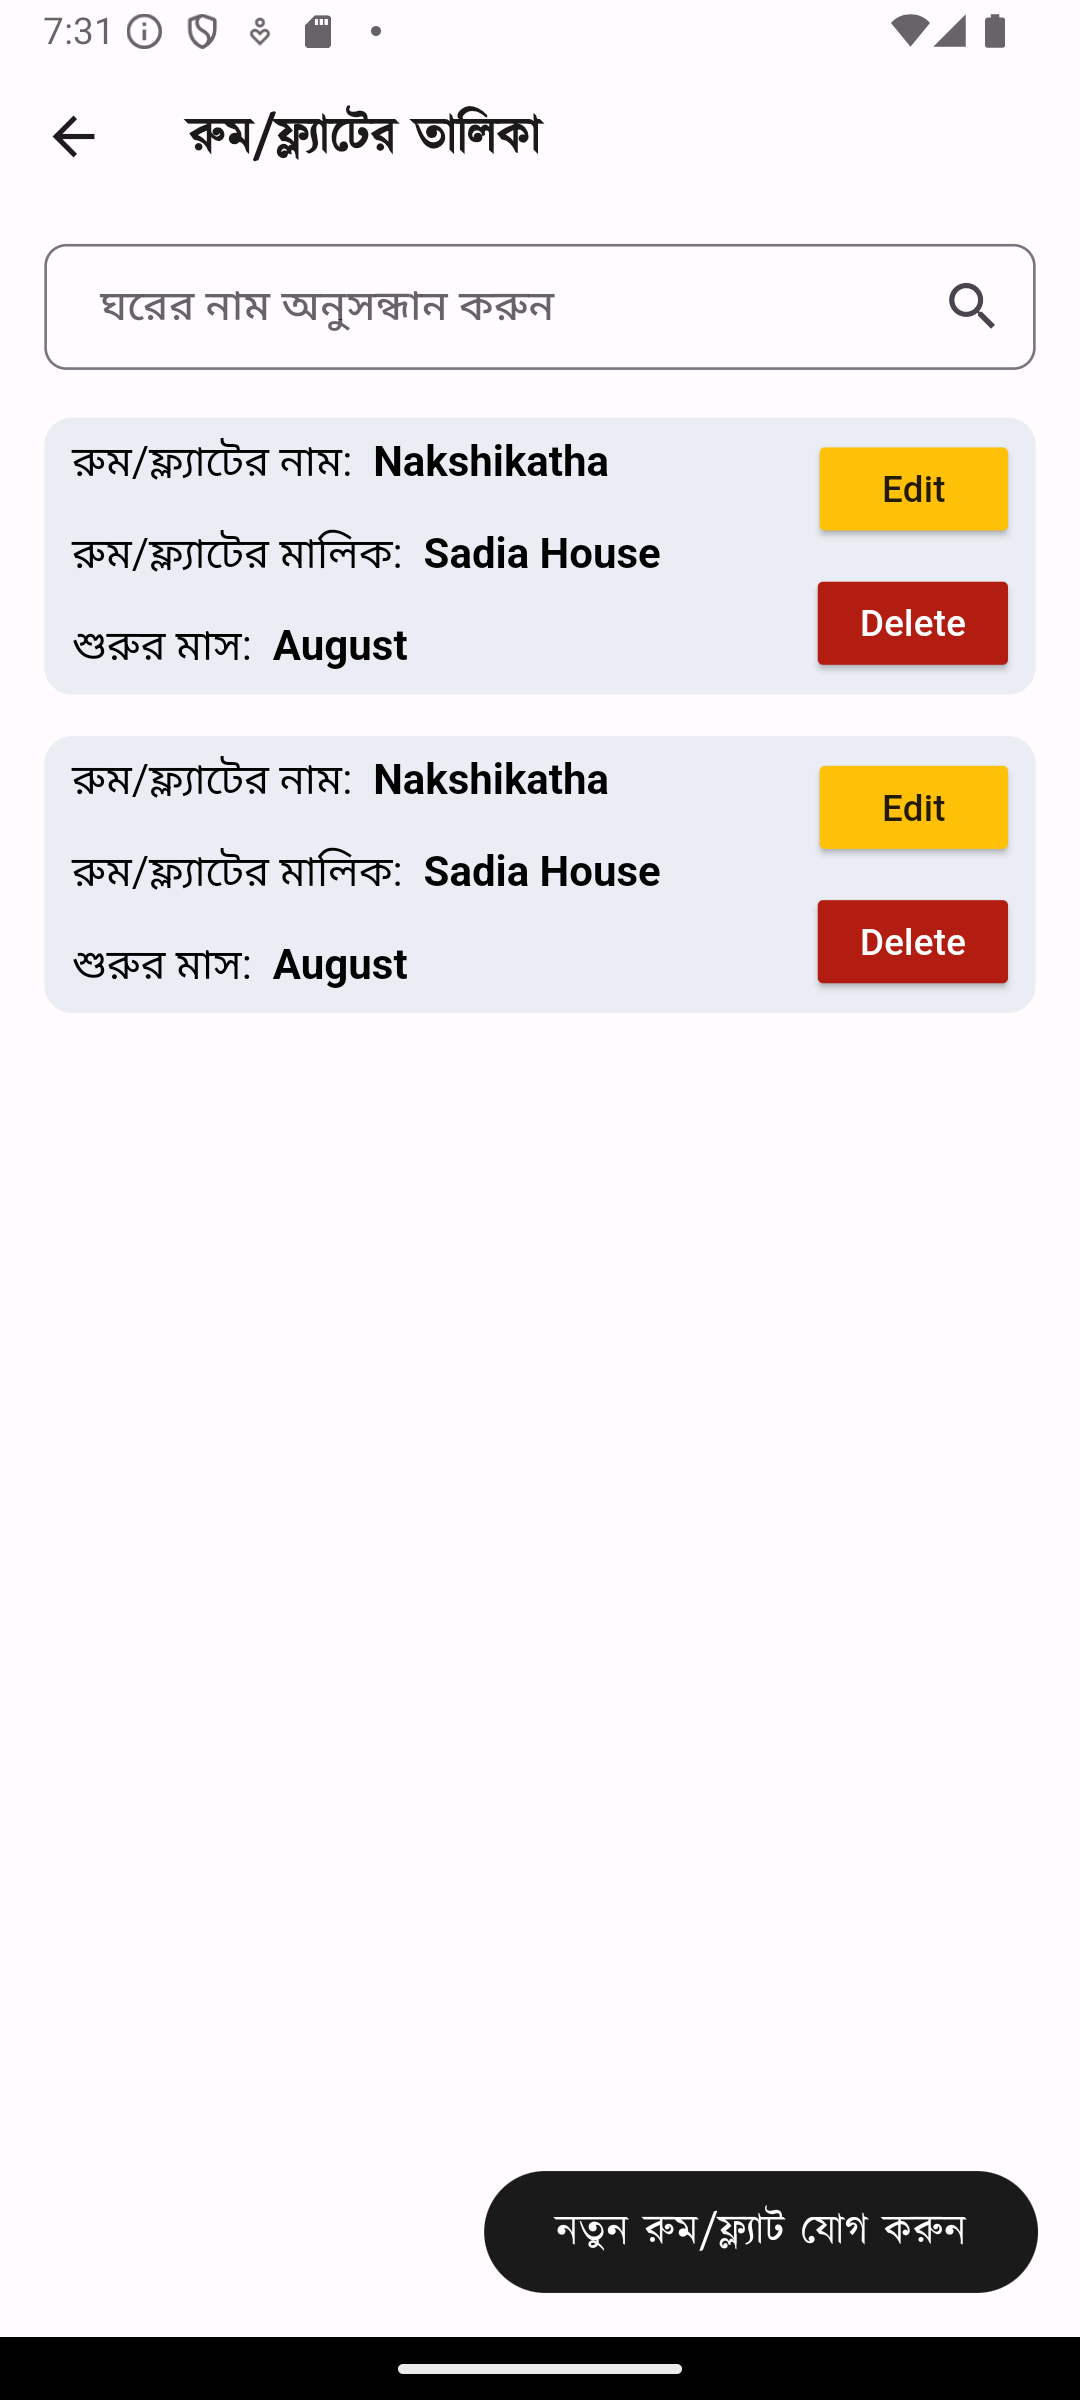 7:31
রুম/ফ্ল্যাটের তালিকা
ঘরের নাম অনুসন্ধান করুন
রুম/ফ্ল্যাটের নাম: Nakshikatha
Edit
রুম/ফ্ল্যাটের মালিক: Sadia House
Delete
শুরুর মাস: August
রুম/ফ্ল্যাটের নাম: Nakshikatha
Edit
রুম/ফ্ল্যাটের মালিক: Sadia House
Delete
শুরুর মাস: August
নতুন রুম/ফ্ল্যাট যোগ করুন